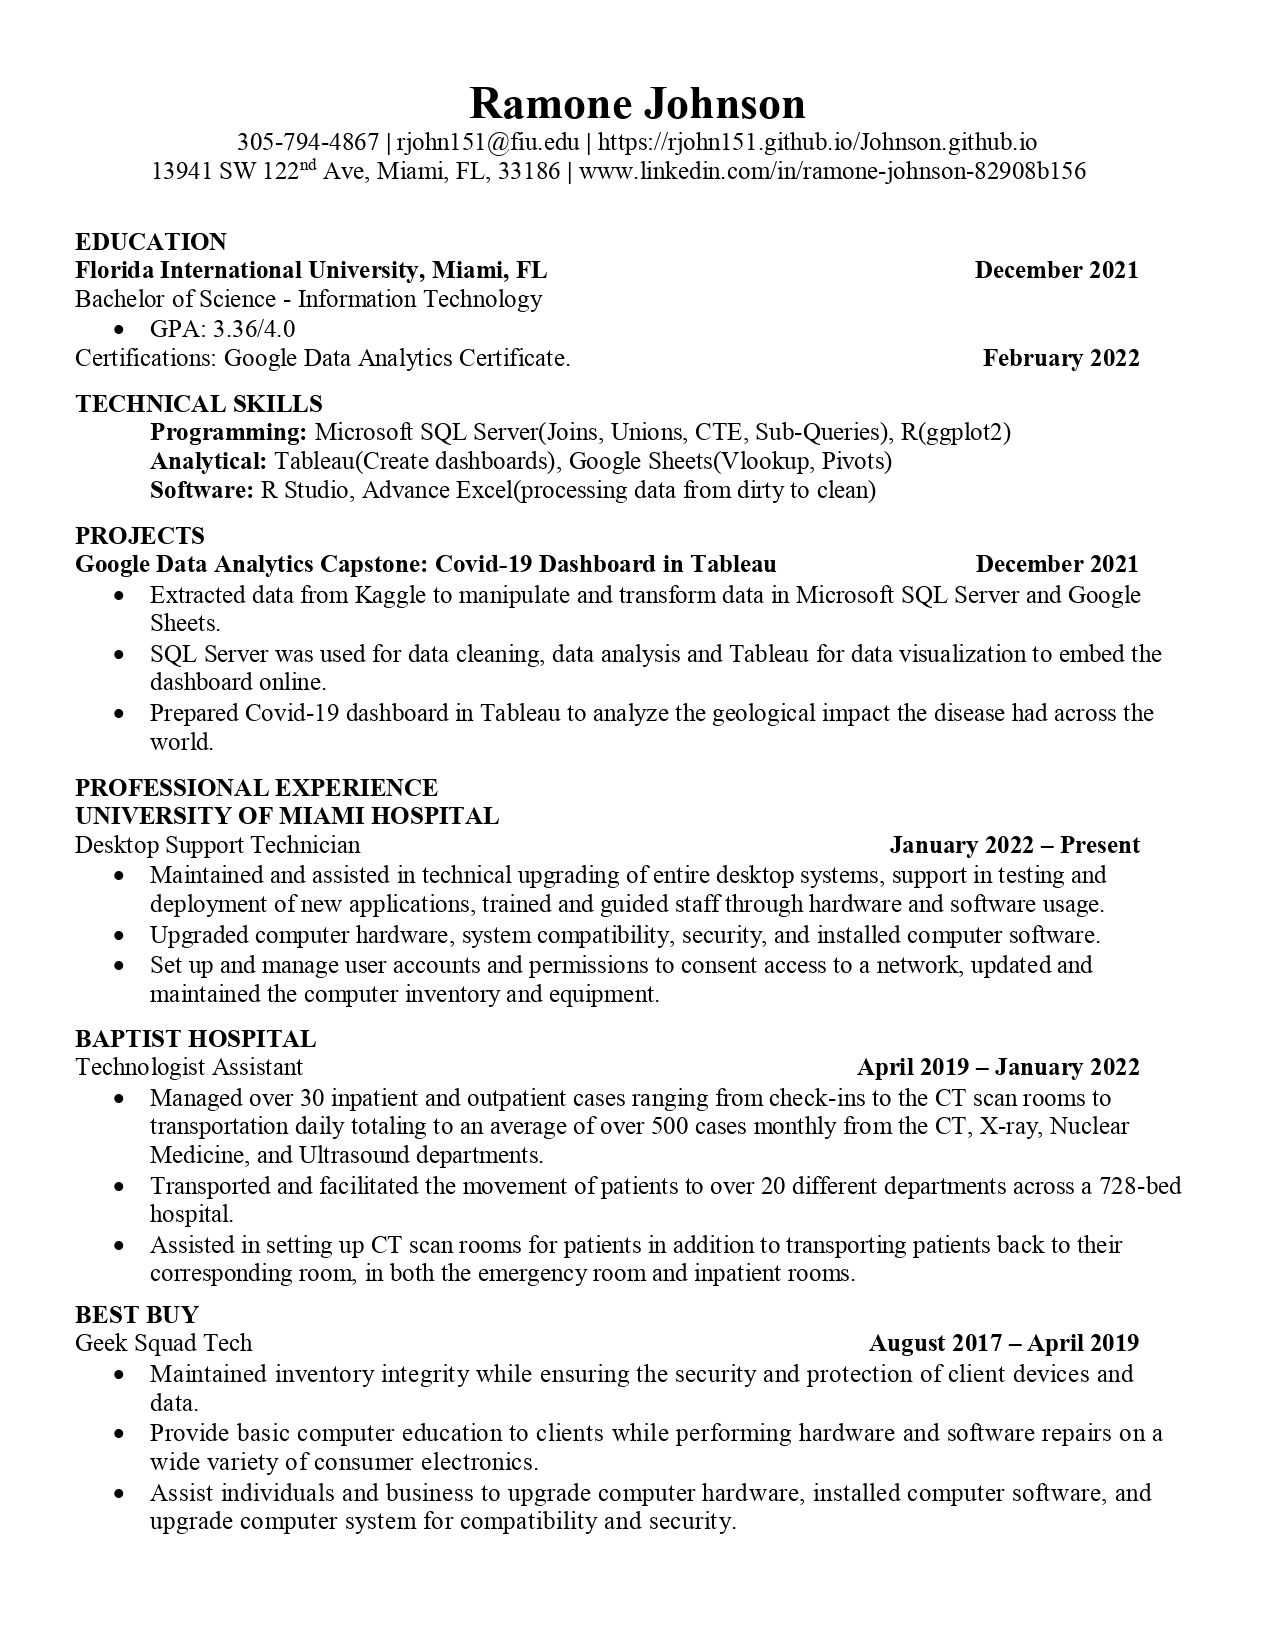 Ramone Johnson
305-794-4867 | rjohn151@fiu.edu | https://rjohn151.github.io/Johnson.github.io
13941 SW 122nd Ave, Miami, FL, 33186 | www.linkedin.com/in/ramone-johnson-82908b156
EDUCATION
Florida International University, Miami, FL December 2021
Bachelor of Science - Information Technology
• GPA: 3.36/4.0
Certifications: Google Data Analytics Certificate. February 2022
TECHNICAL SKILLS
Programming: Microsoft SQL Server(Joins, Unions, CTE, Sub-Queries), R(ggplot2)
Analytical: Tableau(Create dashboards), Google Sheets(Vlookup, Pivots)
Software: R Studio, Advance Excel(processing data from dirty to clean)
PROJECTS
Google Data Analytics Capstone: Covid-19 Dashboard in Tableau December 2021
• Extracted data from Kaggle to manipulate and transform data in Microsoft SQL Server and Google
Sheets.
• SQL Server was used for data cleaning, data analysis and Tableau for data visualization to embed the
dashboard online.
• Prepared Covid-19 dashboard in Tableau to analyze the geological impact the disease had across the
world.
PROFESSIONAL EXPERIENCE
UNIVERSITY OF MIAMI HOSPITAL
Desktop Support Technician January 2022 – Present
• Maintained and assisted in technical upgrading of entire desktop systems, support in testing and
deployment of new applications, trained and guided staff through hardware and software usage.
• Upgraded computer hardware, system compatibility, security, and installed computer software.
• Set up and manage user accounts and permissions to consent access to a network, updated and
maintained the computer inventory and equipment.
BAPTIST HOSPITAL
Technologist Assistant April 2019 – January 2022
• Managed over 30 inpatient and outpatient cases ranging from check-ins to the CT scan rooms to
transportation daily totaling to an average of over 500 cases monthly from the CT, X-ray, Nuclear
Medicine, and Ultrasound departments.
• Transported and facilitated the movement of patients to over 20 different departments across a 728-bed
hospital.
• Assisted in setting up CT scan rooms for patients in addition to transporting patients back to their
corresponding room, in both the emergency room and inpatient rooms.
BEST BUY
Geek Squad Tech August 2017 – April 2019
• Maintained inventory integrity while ensuring the security and protection of client devices and
data.
• Provide basic computer education to clients while performing hardware and software repairs on a
wide variety of consumer electronics.
• Assist individuals and business to upgrade computer hardware, installed computer software, and
upgrade computer system for compatibility and security.